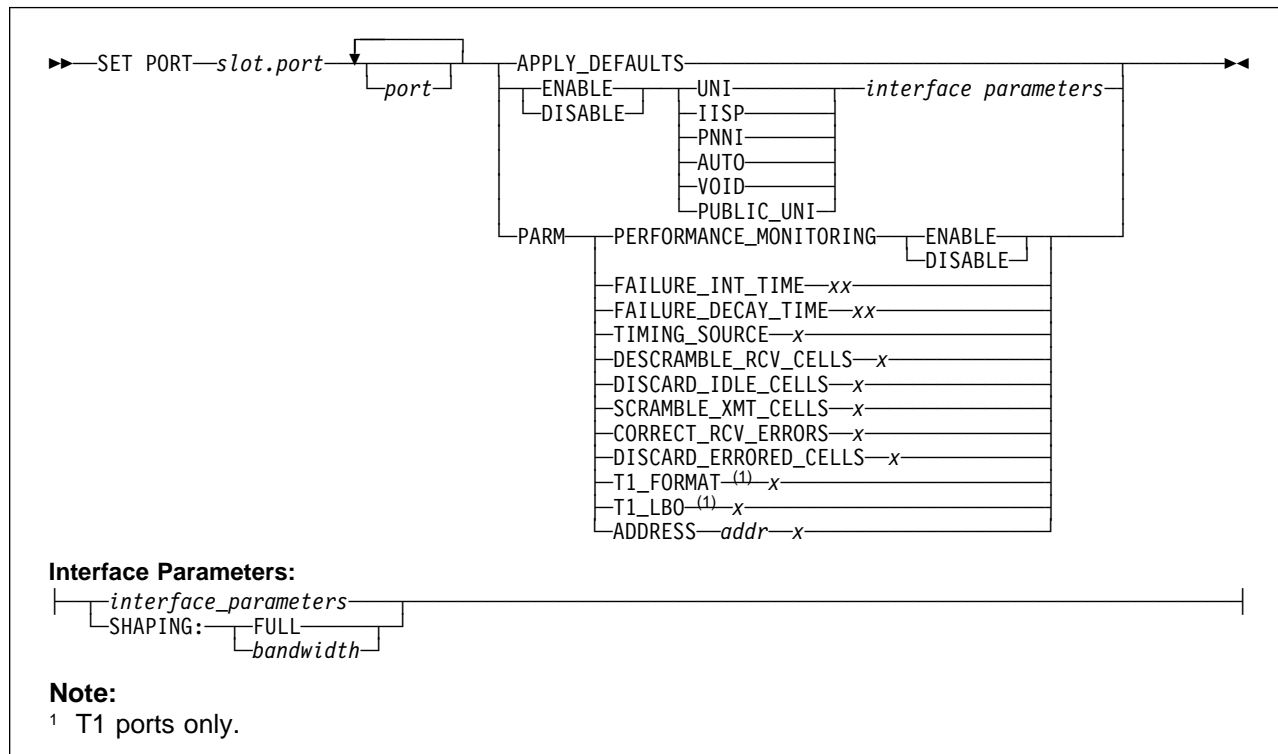 SET PORT slot.port APPLY_DEFAULTS
port ENABLE UNI interface parameters
DISABLE IISP
PNNI
AUTO
VOID
PUBLIC_UNI
PARM PERFORMANCE_MONITORING ENABLE
DISABLE
FAILURE_INT_TIME xx
FAILURE_DECAY_TIME xx
TIMING_SOURCE x
DESCRAMBLE_RCV_CELLS x
DISCARD_IDLE_CELLS x
SCRAMBLE_XMT_CELLS x
CORRECT_RCV_ERRORS x
DISCARD_ERRORED_CELLS x
T1_FORMAT (1) x
T1_LBO (1) x
ADDRESS addr x
Interface Parameters:
interface_parameters
SHAPING: FULL
bandwidth
Note:
1 T1 ports only.